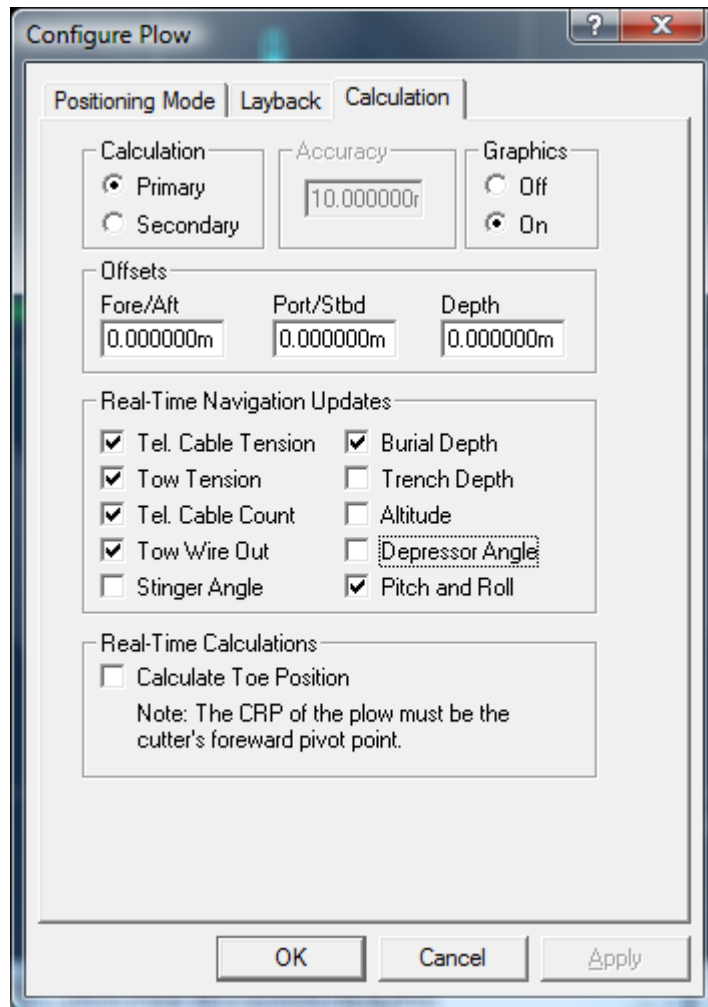 Configure Plow
? X
Positioning Mode Layback Calculation
Calculation
Primary
Secondary
Accuracy
10.000000r
Graphics
Off
On
Offsets
Fore/Aft Port/Stbd Depth
0.000000m 0.000000m 0.000000m
Real-Time Navigation Updates
Tel. Cable Tension Burial Depth
Tow Tension Trench Depth
Tel. Cable Count Altitude
Tow Wire Out Depressor Angle
Stinger Angle Pitch and Roll
Real-Time Calculations
Calculate Toe Position
Note: The CRP of the plow must be the
cutter's foreward pivot point.
OK Cancel Apply